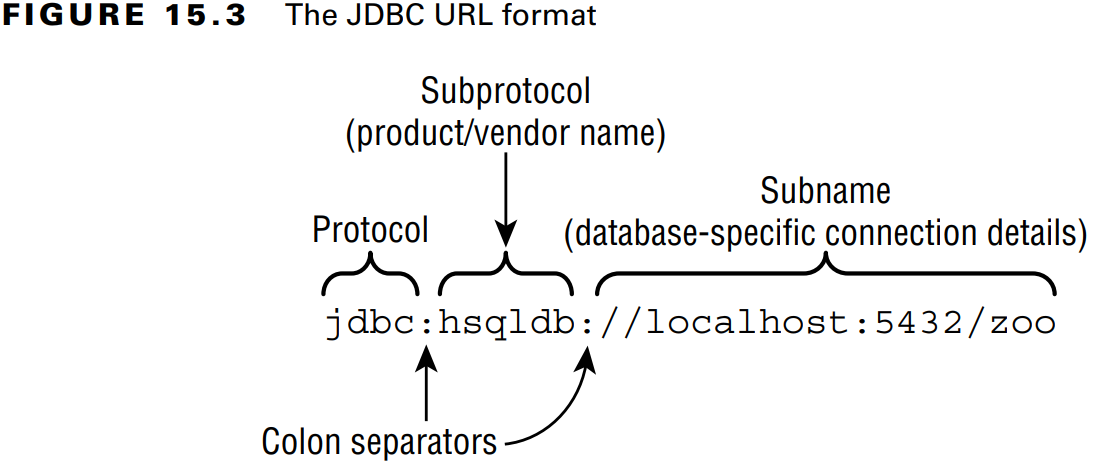 FIGURE 15.3 The JDBC URL format
Subprotocol
(product/vendor name)
Subname
(database-specific connection details)
Protocol
jdbc:hsqldb://localhost:5432/zoo
Colon separators